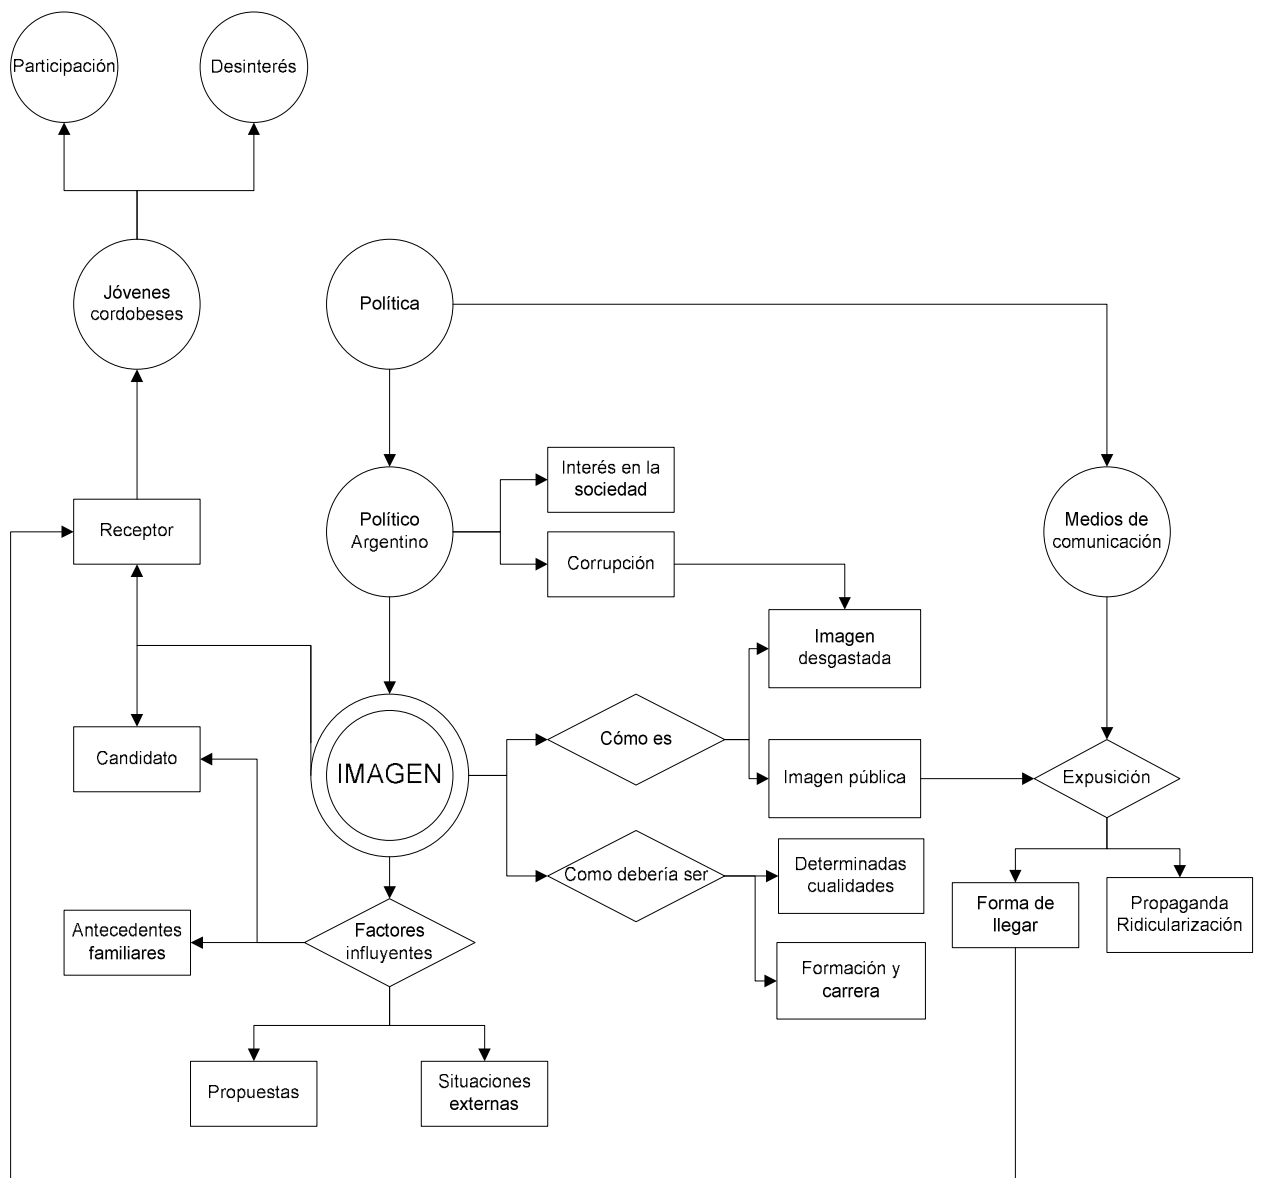 Participación
Desinterés
Jóvenes
cordobeses
Política
Interés en la
sociedad
Receptor
Político
Argentino
Corrupción
Medios de
comunicación
Imagen
desgastada
Candidato
IMAGEN
Cómo es
Imagen pública
Expusición
Como debería ser
Determinadas
cualidades
Forma de
llegar
Propaganda
Ridicularización
Antecedentes
familiares
Factores
influyentes
Formación y
carrera
Propuestas
Situaciones
externas